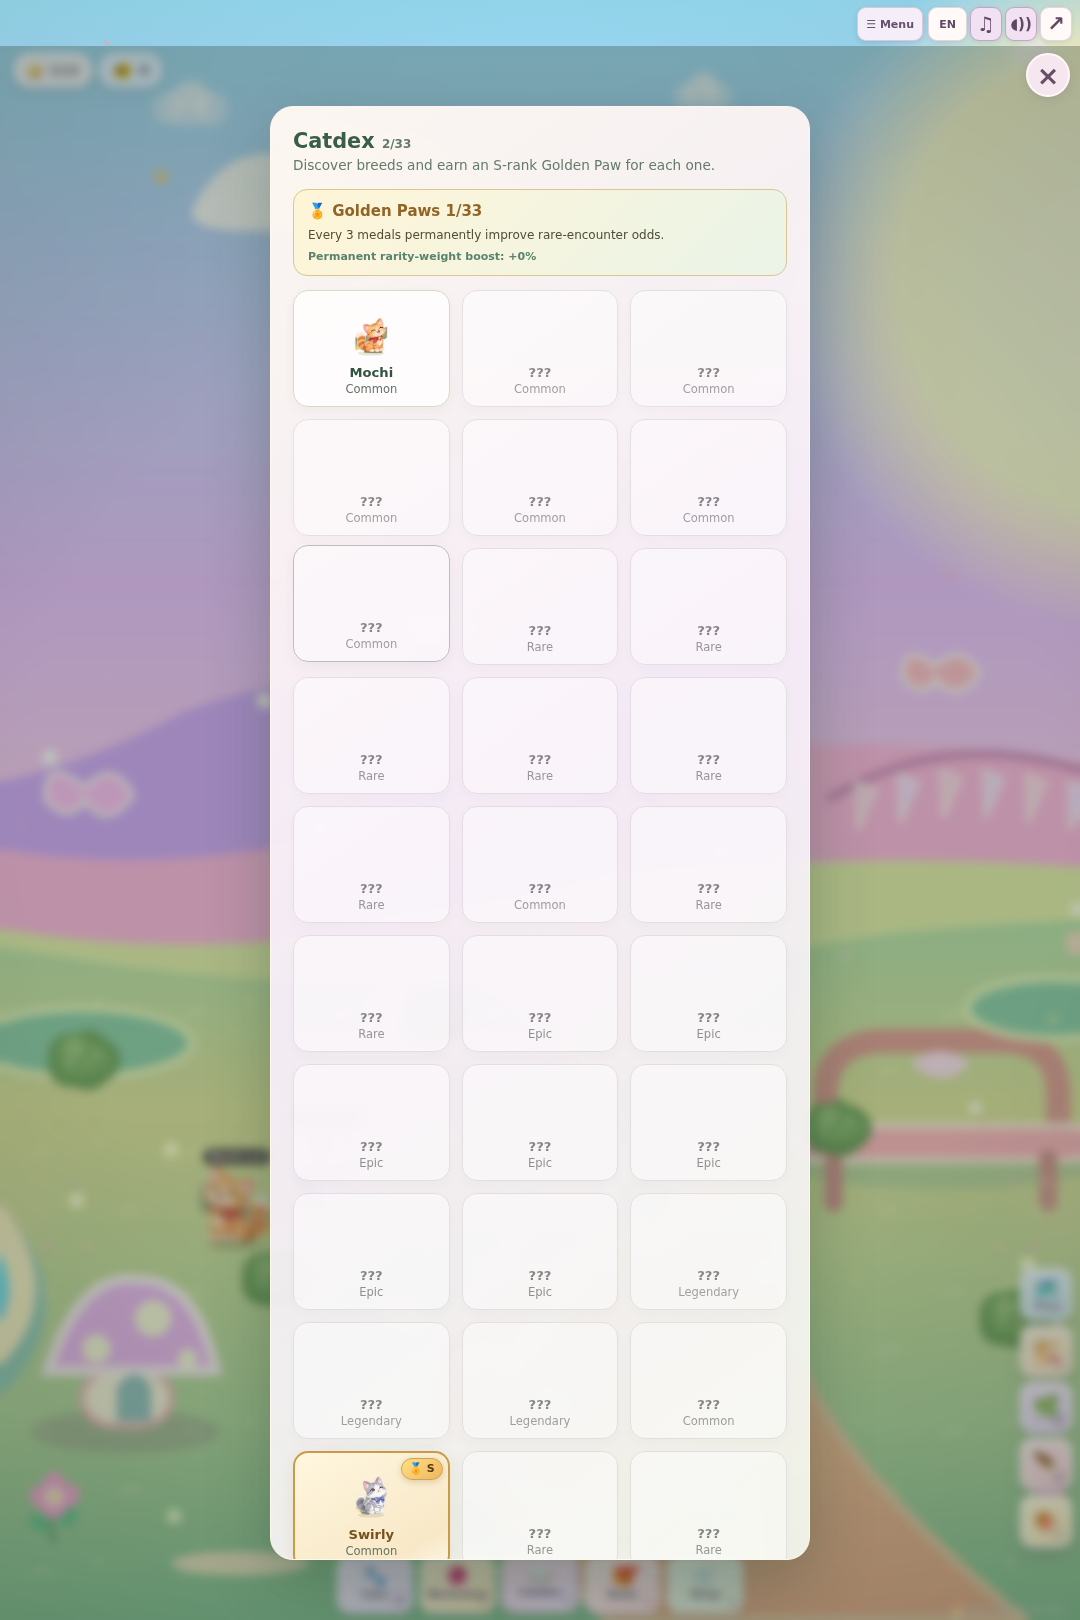 ☰ Menu EN
Catdex 2/33
Discover breeds and earn an S-rank Golden Paw for each one.
Golden Paws 1/33
Every 3 medals permanently improve rare-encounter odds.
Permanent rarity-weight boost: +0%
Mochi ??? ???
Common Common Common
??? ??? ???
Common Common Common
??? ??? ???
Common Rare Rare
??? ??? ???
Rare Rare Rare
??? ??? ???
Rare Common Rare
??? ??? ???
Rare Epic Epic
??? ??? ???
Epic Epic Epic
??? ??? ???
Epic Epic Legendary
??? ??? ???
Legendary Legendary Common
S
Swirly ??? ???
Common Rare Rare